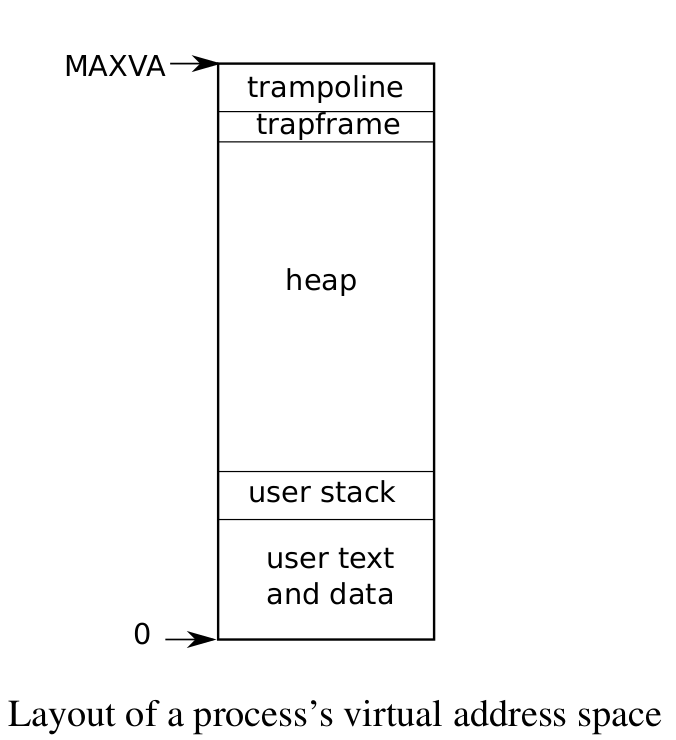 MAXVA
trampoline
trapframe
heap
user stack
user text
and data
0
Layout of a process’s virtual address space